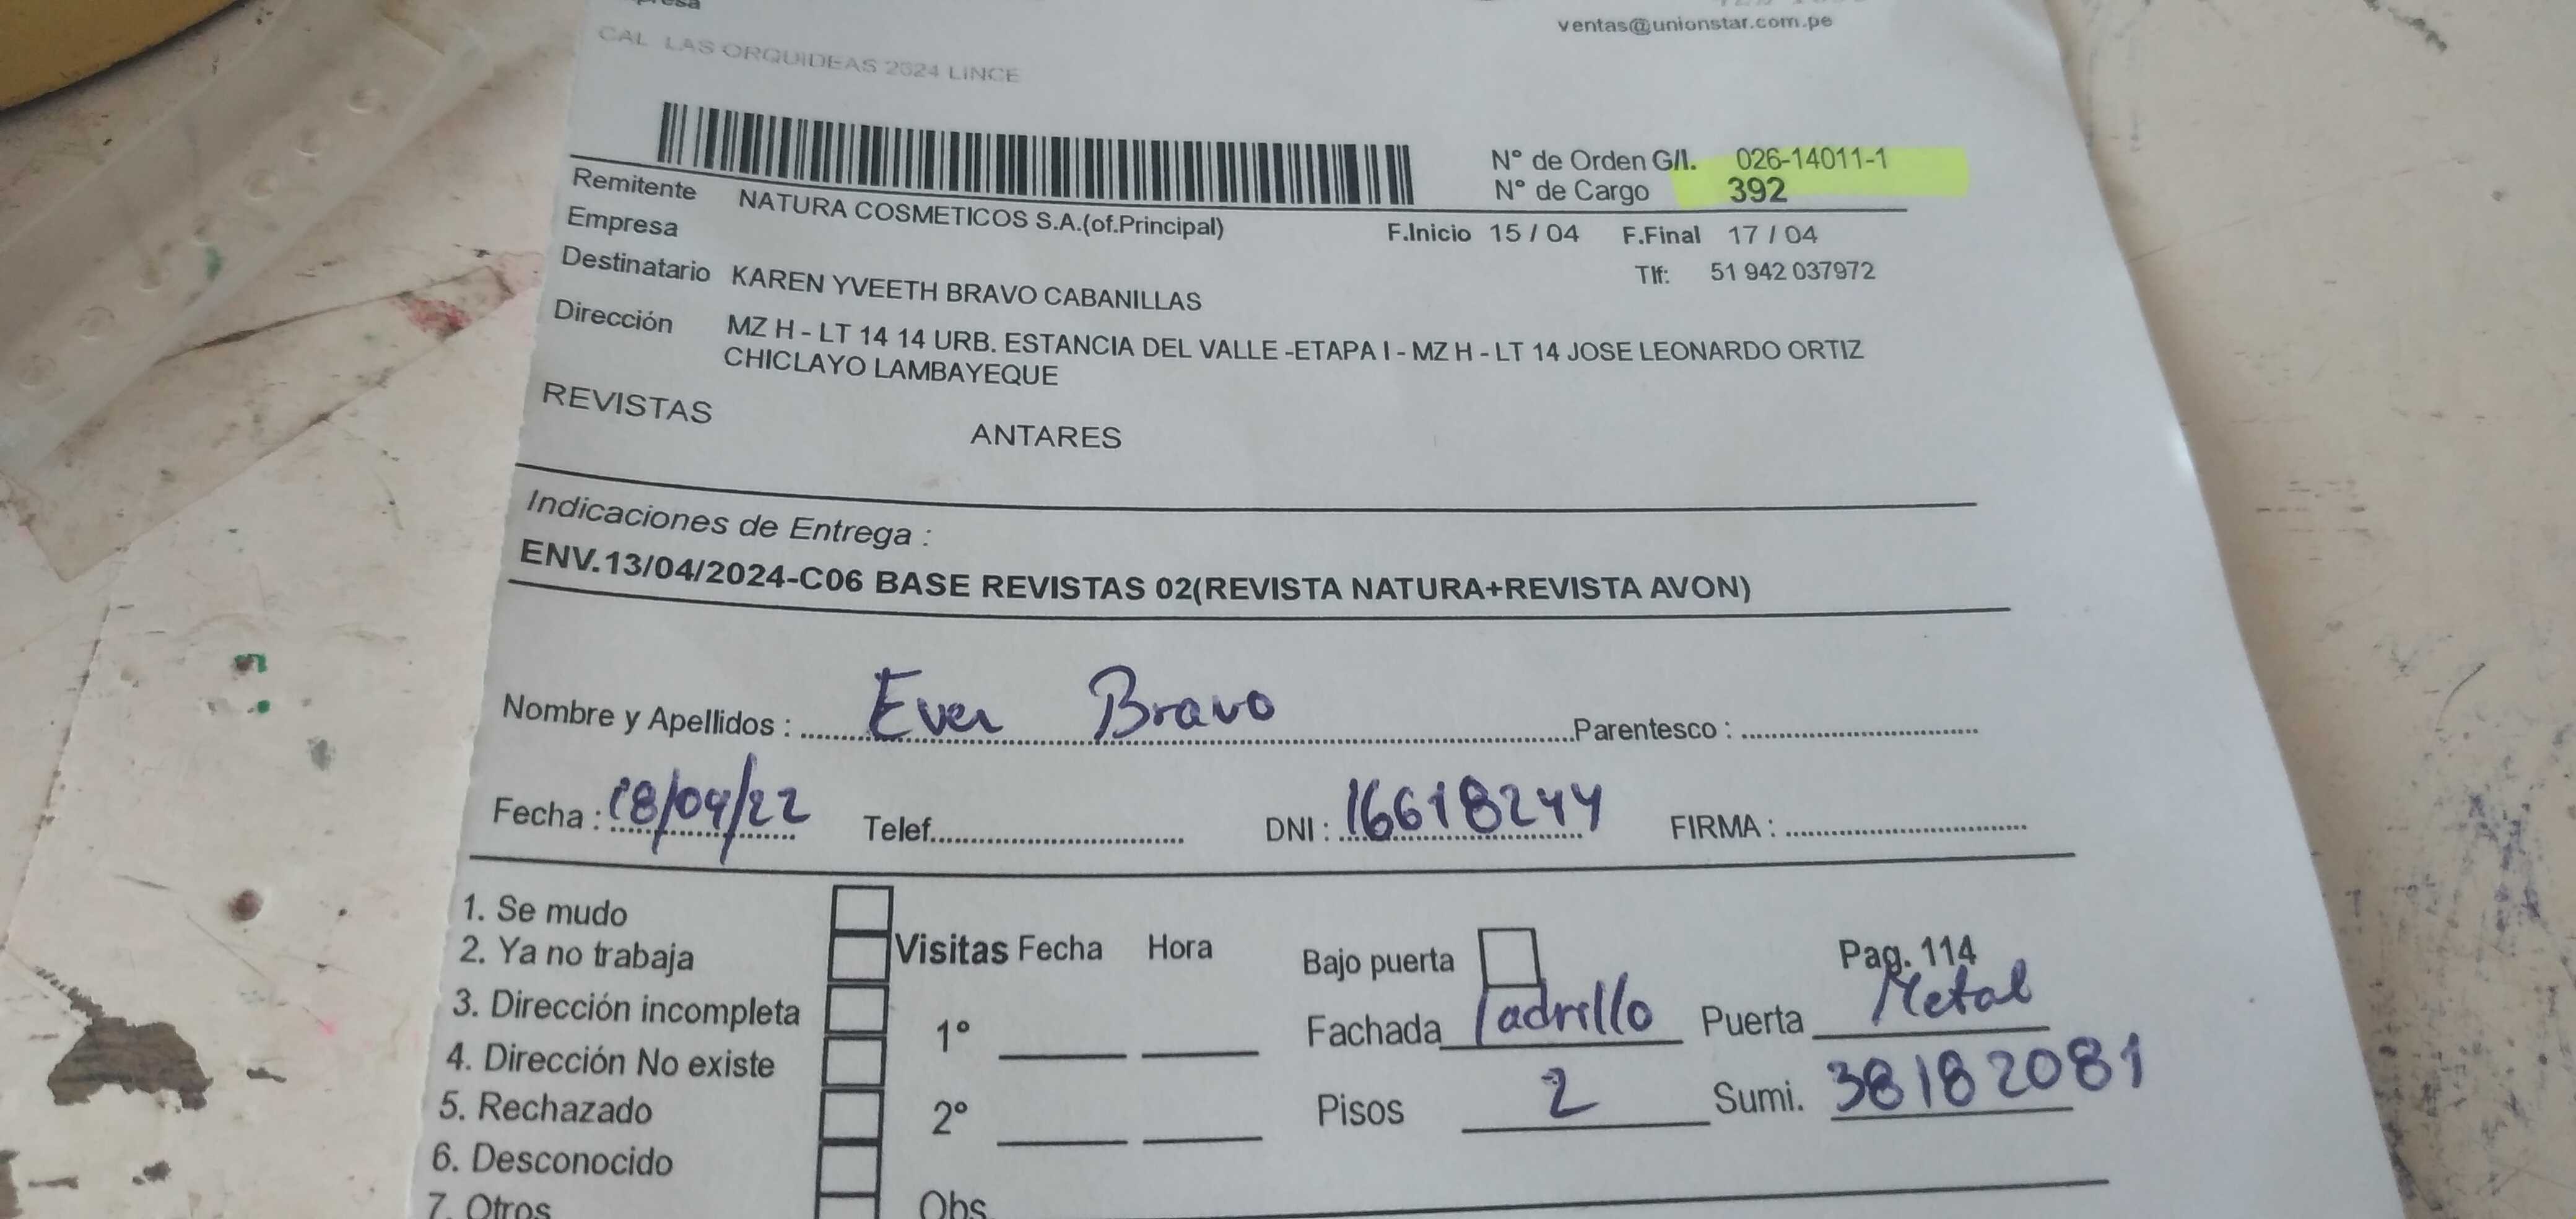 ventas@unionstar.com.pe
CAL LAS ORQUIDEAS 2624 LINCE
N° de Orden G/I. 026-14011-1
N° de Cargo 392
Remitente NATURA COSMETICOS S.A.(of.Principal)
Empresa F.Inicio 15 / 04 F.Final 17 / 04
Destinatario KAREN YVEETH BRAVO CABANILLAS Tlf: 51 942 037972
Dirección MZ H - LT 14 14 URB. ESTANCIA DEL VALLE -ETAPA I - MZ H - LT 14 JOSE LEONARDO ORTIZ
CHICLAYO LAMBAYEQUE
REVISTAS
ANTARES
Indicaciones de Entrega :
ENV.13/04/2024-C06 BASE REVISTAS 02(REVISTA NATURA+REVISTA AVON)
Nombre y Apellidos : Ever Bravo Parentesco :
Fecha : 18/04/22 Telef. DNI : 16618244 FIRMA :
1. Se mudo
2. Ya no trabaja
3. Dirección incompleta
4. Dirección No existe
5. Rechazado
6. Desconocido
7. Otros
Visitas Fecha Hora
1°
2°
Obs
Bajo puerta Pag. 114
Fachada ladrillo Puerta Metal
Pisos 2 Sumi. 38182081